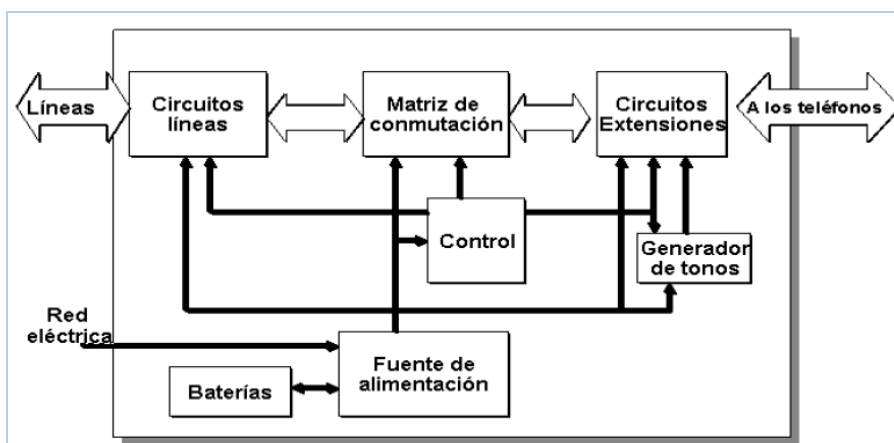 Líneas
Circuitos
líneas
Matriz de
conmutación
Circuitos
Extensiones
A los teléfonos
Control
Generador
de tonos
Red
eléctrica
Fuente de
alimentación
Baterías